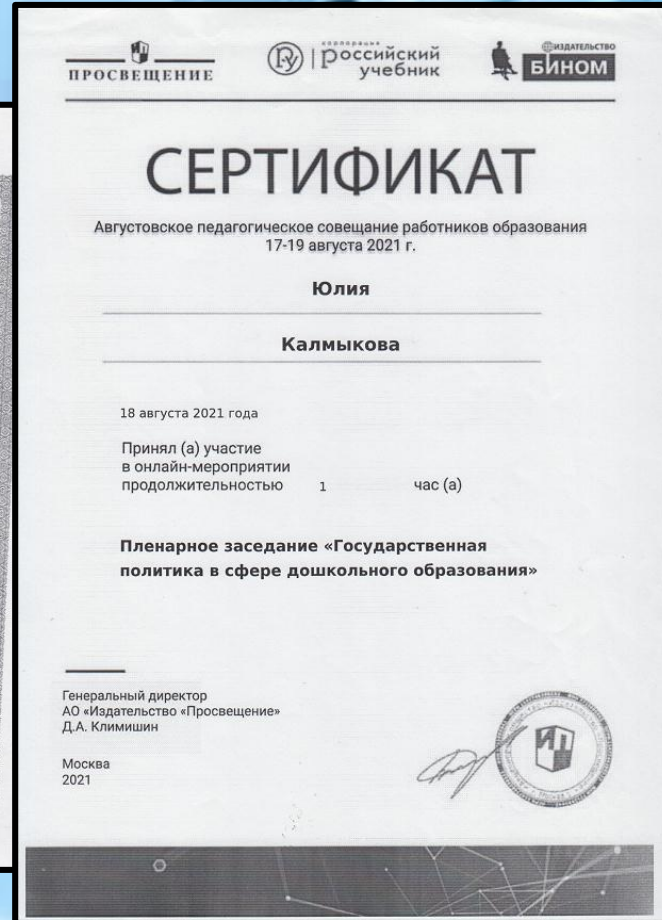 ПРОСВЕЩЕНИЕ
корпорация
российский
учебник
ИЗДАТЕЛЬСТВО
БИНОМ
СЕРТИФИКАТ
Августовское педагогическое совещание работников образования
17-19 августа 2021 г.
Юлия
Калмыкова
18 августа 2021 года
Принял (а) участие
в онлайн-мероприятии
продолжительностью 1 час (а)
Пленарное заседание «Государственная
политика в сфере дошкольного образования»
Генеральный директор
АО «Издательство «Просвещение»
Д.А. Климишин
Москва
2021